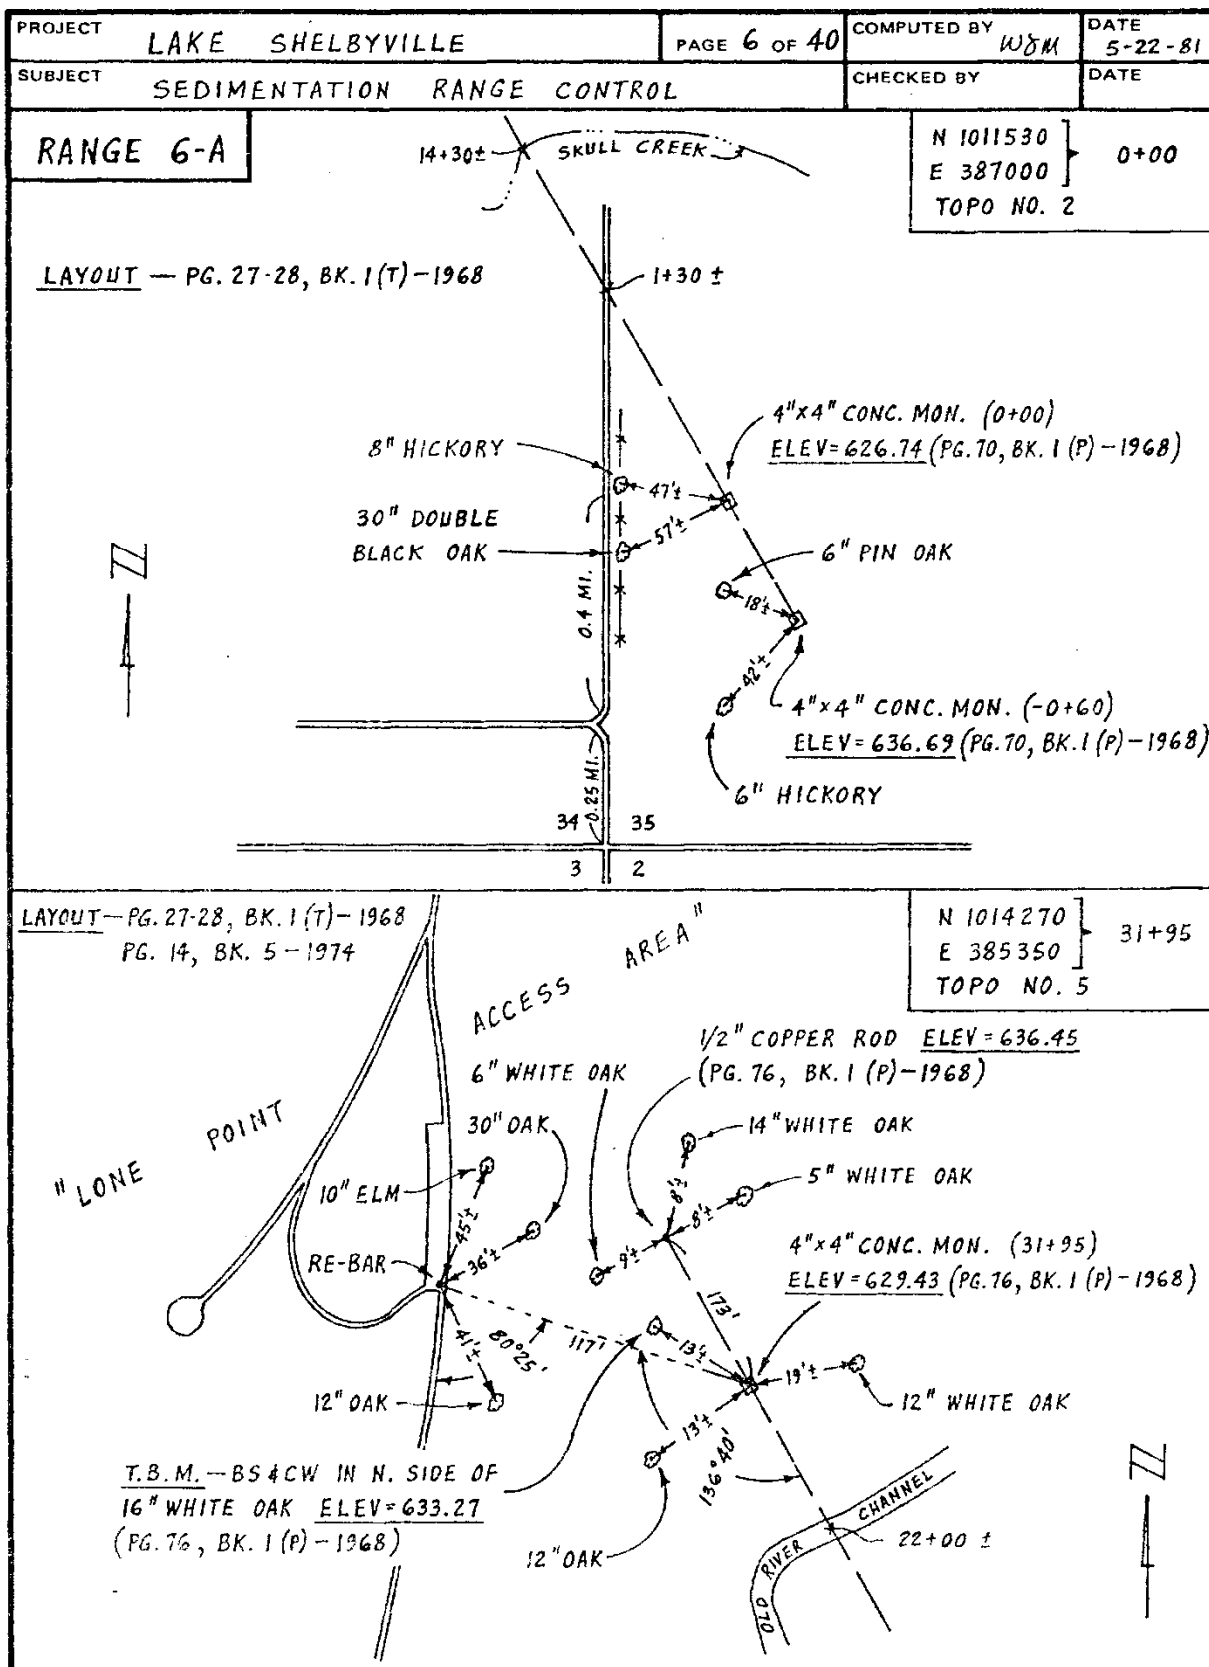 PROJECT LAKE SHELBYVILLE
PAGE 6 OF 40
COMPUTED BY WJM
DATE 5-22-81
SUBJECT SEDIMENTATION RANGE CONTROL
CHECKED BY
DATE
RANGE 6-A
14+30±
SKULL CREEK
N 1011530
E 387000
0+00
TOPO NO. 2
LAYOUT — PG. 27-28, BK. 1 (T) - 1968
1+30 ±
4"x4" CONC. MON. (0+00)
ELEV = 626.74 (PG. 70, BK. 1 (P) - 1968)
8" HICKORY
47'±
30" DOUBLE
BLACK OAK
57'±
6" PIN OAK
18'±
N
0.4 MI.
42'±
4"x4" CONC. MON. (-0+60)
ELEV = 636.69 (PG. 70, BK. 1 (P) - 1968)
6" HICKORY
0.25 MI.
34 35
3 2
LAYOUT — PG. 27-28, BK. 1 (T) - 1968
PG. 14, BK. 5 - 1974
N 1014270
E 385350
31+95
TOPO NO. 5
"LONE POINT ACCESS AREA"
1/2" COPPER ROD ELEV = 636.45
(PG. 76, BK. 1 (P) - 1968)
6" WHITE OAK
30" OAK
14" WHITE OAK
8'±
10" ELM
5" WHITE OAK
8'±
45'±
36'±
9'±
RE-BAR
4"x4" CONC. MON. (31+95)
ELEV = 629.43 (PG. 76, BK. 1 (P) - 1968)
173'
41'±
80°25'
117'
13'±
19'±
12" OAK
12" WHITE OAK
13'±
136°40'
T.B.M. — BS & CW IN N. SIDE OF
16" WHITE OAK ELEV = 633.27
(PG. 76, BK. 1 (P) - 1968)
12" OAK
OLD RIVER CHANNEL
22+00 ±
N